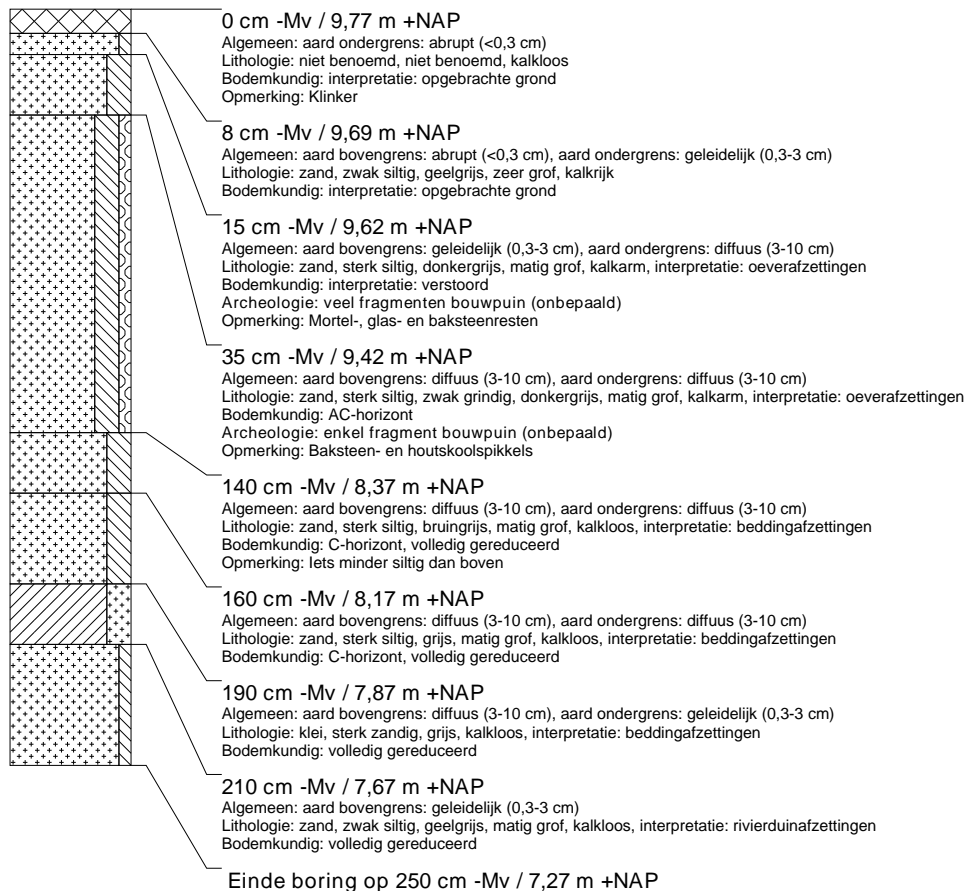 0 cm -Mv / 9,77 m +NAP
Algemeen: aard ondergrens: abrupt (<0,3 cm)
Lithologie: niet benoemd, niet benoemd, kalkloos
Bodemkundig: interpretatie: opgebrachte grond
Opmerking: Klinker
8 cm -Mv / 9,69 m +NAP
Algemeen: aard bovengrens: abrupt (<0,3 cm), aard ondergrens: geleidelijk (0,3-3 cm)
Lithologie: zand, zwak siltig, geelgrijs, zeer grof, kalkrijk
Bodemkundig: interpretatie: opgebrachte grond
15 cm -Mv / 9,62 m +NAP
Algemeen: aard bovengrens: geleidelijk (0,3-3 cm), aard ondergrens: diffuus (3-10 cm)
Lithologie: zand, sterk siltig, donkergrijs, matig grof, kalkarm, interpretatie: oeverafzettingen
Bodemkundig: interpretatie: verstoord
Archeologie: veel fragmenten bouwpuin (onbepaald)
Opmerking: Mortel-, glas- en baksteenresten
35 cm -Mv / 9,42 m +NAP
Algemeen: aard bovengrens: diffuus (3-10 cm), aard ondergrens: diffuus (3-10 cm)
Lithologie: zand, sterk siltig, zwak grindig, donkergrijs, matig grof, kalkarm, interpretatie: oeverafzettingen
Bodemkundig: AC-horizont
Archeologie: enkel fragment bouwpuin (onbepaald)
Opmerking: Baksteen- en houtskoolspikkels
140 cm -Mv / 8,37 m +NAP
Algemeen: aard bovengrens: diffuus (3-10 cm), aard ondergrens: diffuus (3-10 cm)
Lithologie: zand, sterk siltig, bruingrijs, matig grof, kalkloos, interpretatie: beddingafzettingen
Bodemkundig: C-horizont, volledig gereduceerd
Opmerking: Iets minder siltig dan boven
160 cm -Mv / 8,17 m +NAP
Algemeen: aard bovengrens: diffuus (3-10 cm), aard ondergrens: diffuus (3-10 cm)
Lithologie: zand, sterk siltig, grijs, matig grof, kalkloos, interpretatie: beddingafzettingen
Bodemkundig: C-horizont, volledig gereduceerd
190 cm -Mv / 7,87 m +NAP
Algemeen: aard bovengrens: diffuus (3-10 cm), aard ondergrens: geleidelijk (0,3-3 cm)
Lithologie: klei, sterk zandig, grijs, kalkloos, interpretatie: beddingafzettingen
Bodemkundig: volledig gereduceerd
210 cm -Mv / 7,67 m +NAP
Algemeen: aard bovengrens: geleidelijk (0,3-3 cm)
Lithologie: zand, zwak siltig, geelgrijs, matig grof, kalkloos, interpretatie: rivierduinafzettingen
Bodemkundig: volledig gereduceerd
Einde boring op 250 cm -Mv / 7,27 m +NAP